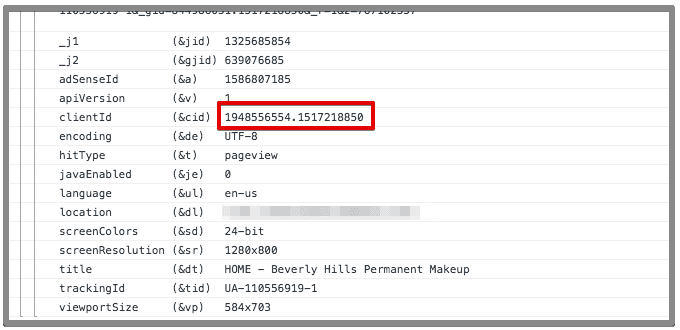 _j1 (&jid) 1325685854
_j2 (&gjid) 639076685
adSenseId (&a) 1586807185
apiVersion (&v) 1
clientId (&cid) 1948556554.1517218850
encoding (&de) UTF-8
hitType (&t) pageview
javaEnabled (&je) 0
language (&ul) en-us
location (&dl)
screenColors (&sd) 24-bit
screenResolution (&sr) 1280x800
title (&dt) HOME – Beverly Hills Permanent Makeup
trackingId (&tid) UA-110556919-1
viewportSize (&vp) 584x703